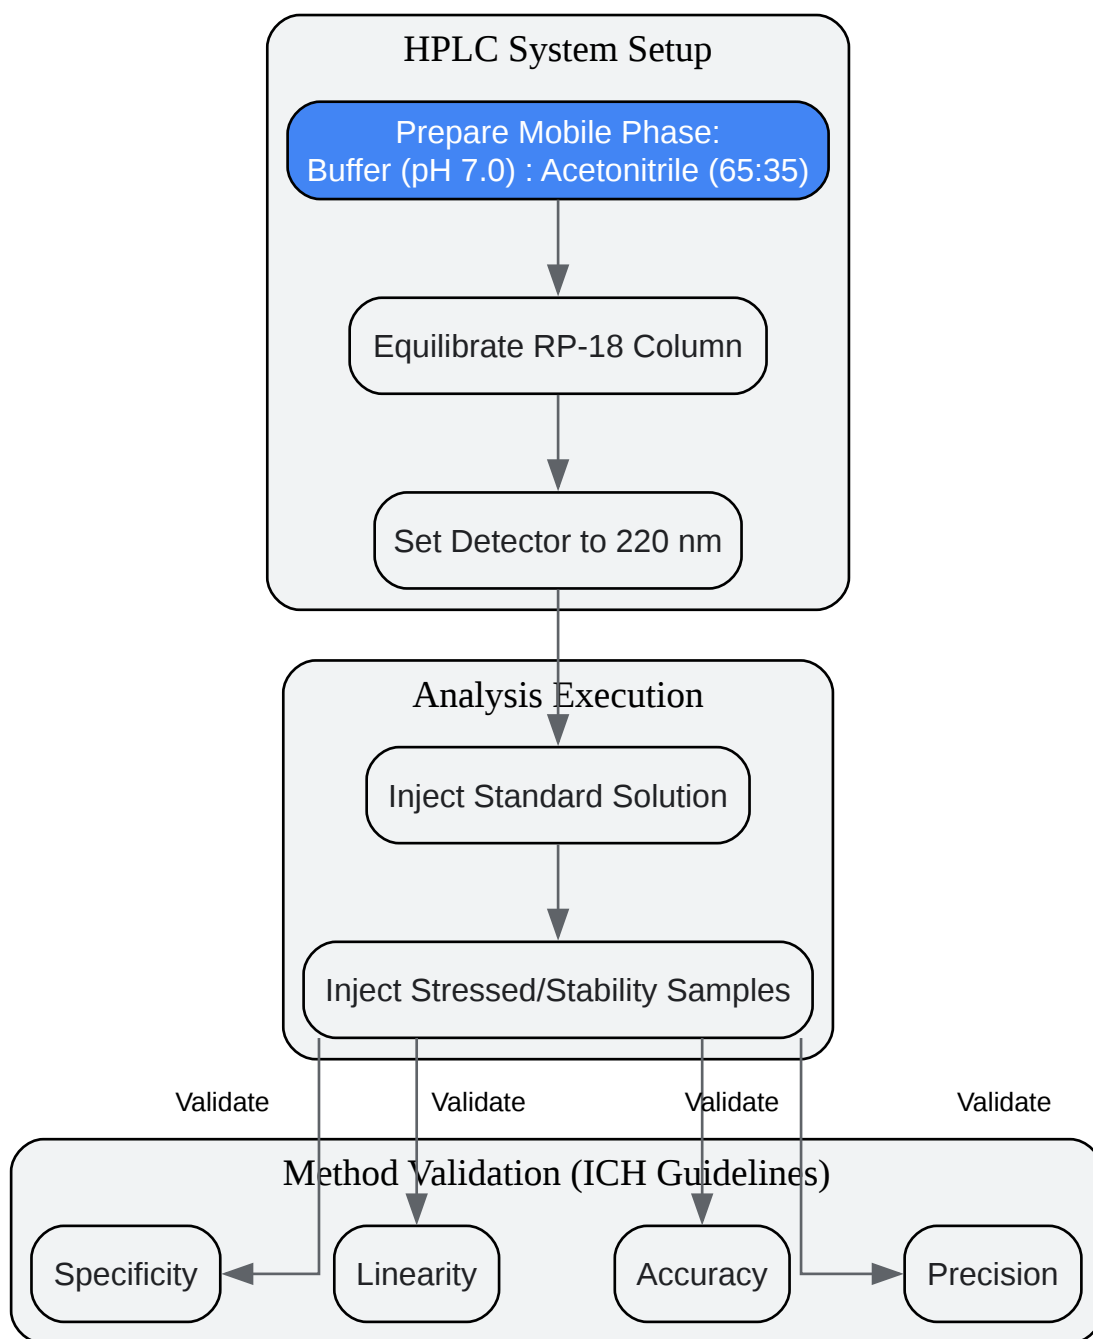 HPLC System Setup
Prepare Mobile Phase:
Buffer (pH 7.0) : Acetonitrile (65:35)
Equilibrate RP-18 Column
Set Detector to 220 nm
Analysis Execution
Inject Standard Solution
Inject Stressed/Stability Samples
Validate
Validate
Validate
Validate
Method Validation (ICH Guidelines)
Specificity
Linearity
Accuracy
Precision